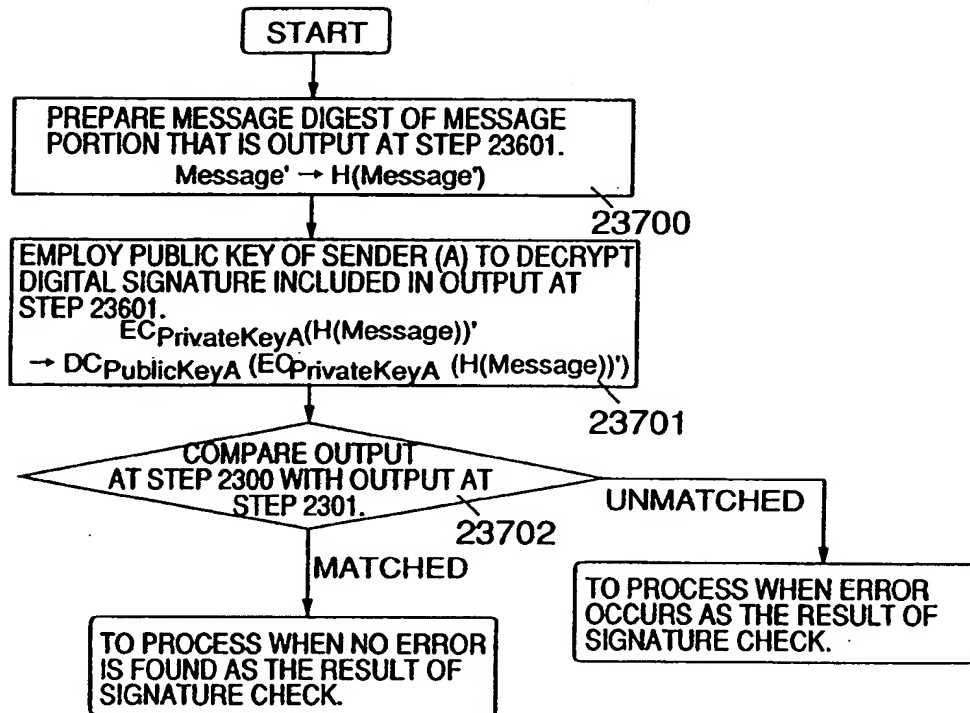 START
PREPARE MESSAGE DIGEST OF MESSAGE
PORTION THAT IS OUTPUT AT STEP 23601.
Message' → H(Message')
23700
EMPLOY PUBLIC KEY OF SENDER (A) TO DECRYPT
DIGITAL SIGNATURE INCLUDED IN OUTPUT AT
STEP 23601.
ECPrivateKeyA(H(Message))'
→ DCPublicKeyA (ECPrivateKeyA (H(Message))')
23701
COMPARE OUTPUT
AT STEP 2300 WITH OUTPUT AT
STEP 2301.
23702
UNMATCHED
MATCHED
TO PROCESS WHEN ERROR
OCCURS AS THE RESULT OF
SIGNATURE CHECK.
TO PROCESS WHEN NO ERROR
IS FOUND AS THE RESULT OF
SIGNATURE CHECK.